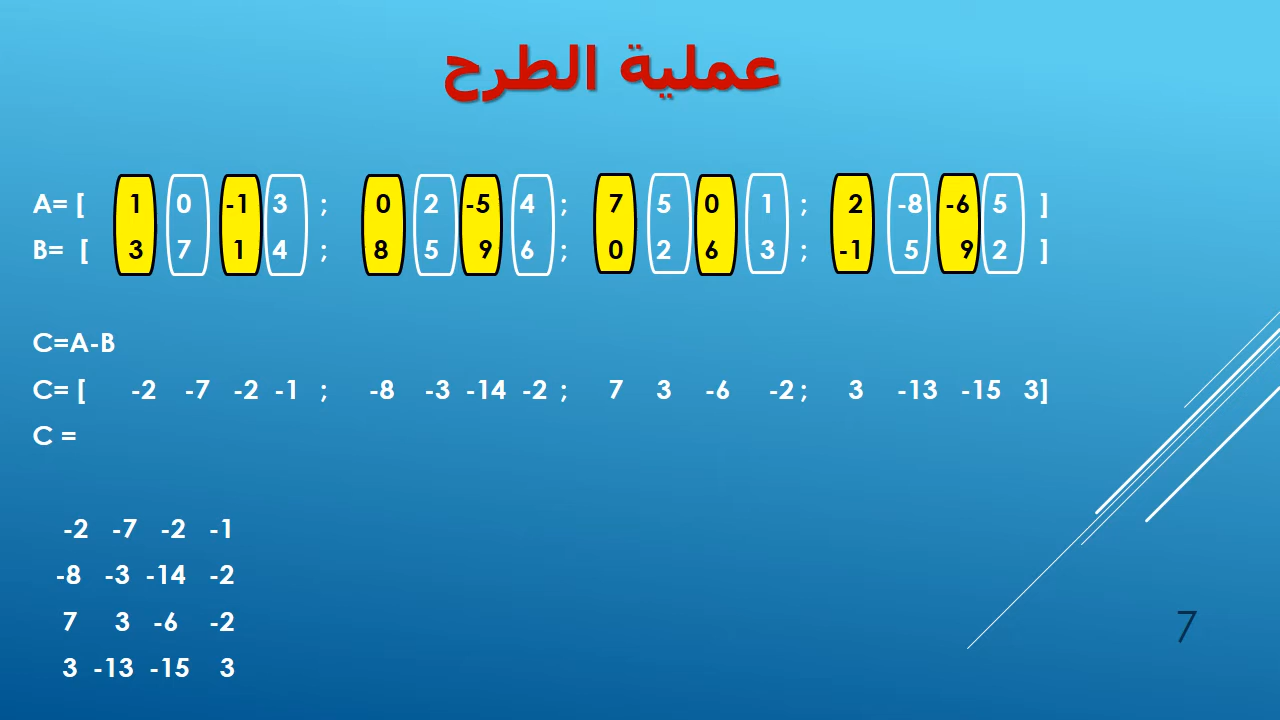 عملية الطرح
A= [ 1 0 -1 3 ; 0 2 -5 4 ; 7 5 0 1 ; 2 -8 -6 5 ]
B= [ 3 7 1 4 ; 8 5 9 6 ; 0 2 6 3 ; -1 5 9 2 ]
C=A-B
C= [ -2 -7 -2 -1 ; -8 -3 -14 -2 ; 7 3 -6 -2 ; 3 -13 -15 3]
C =
-2 -7 -2 -1
-8 -3 -14 -2
7 3 -6 -2
3 -13 -15 3
7